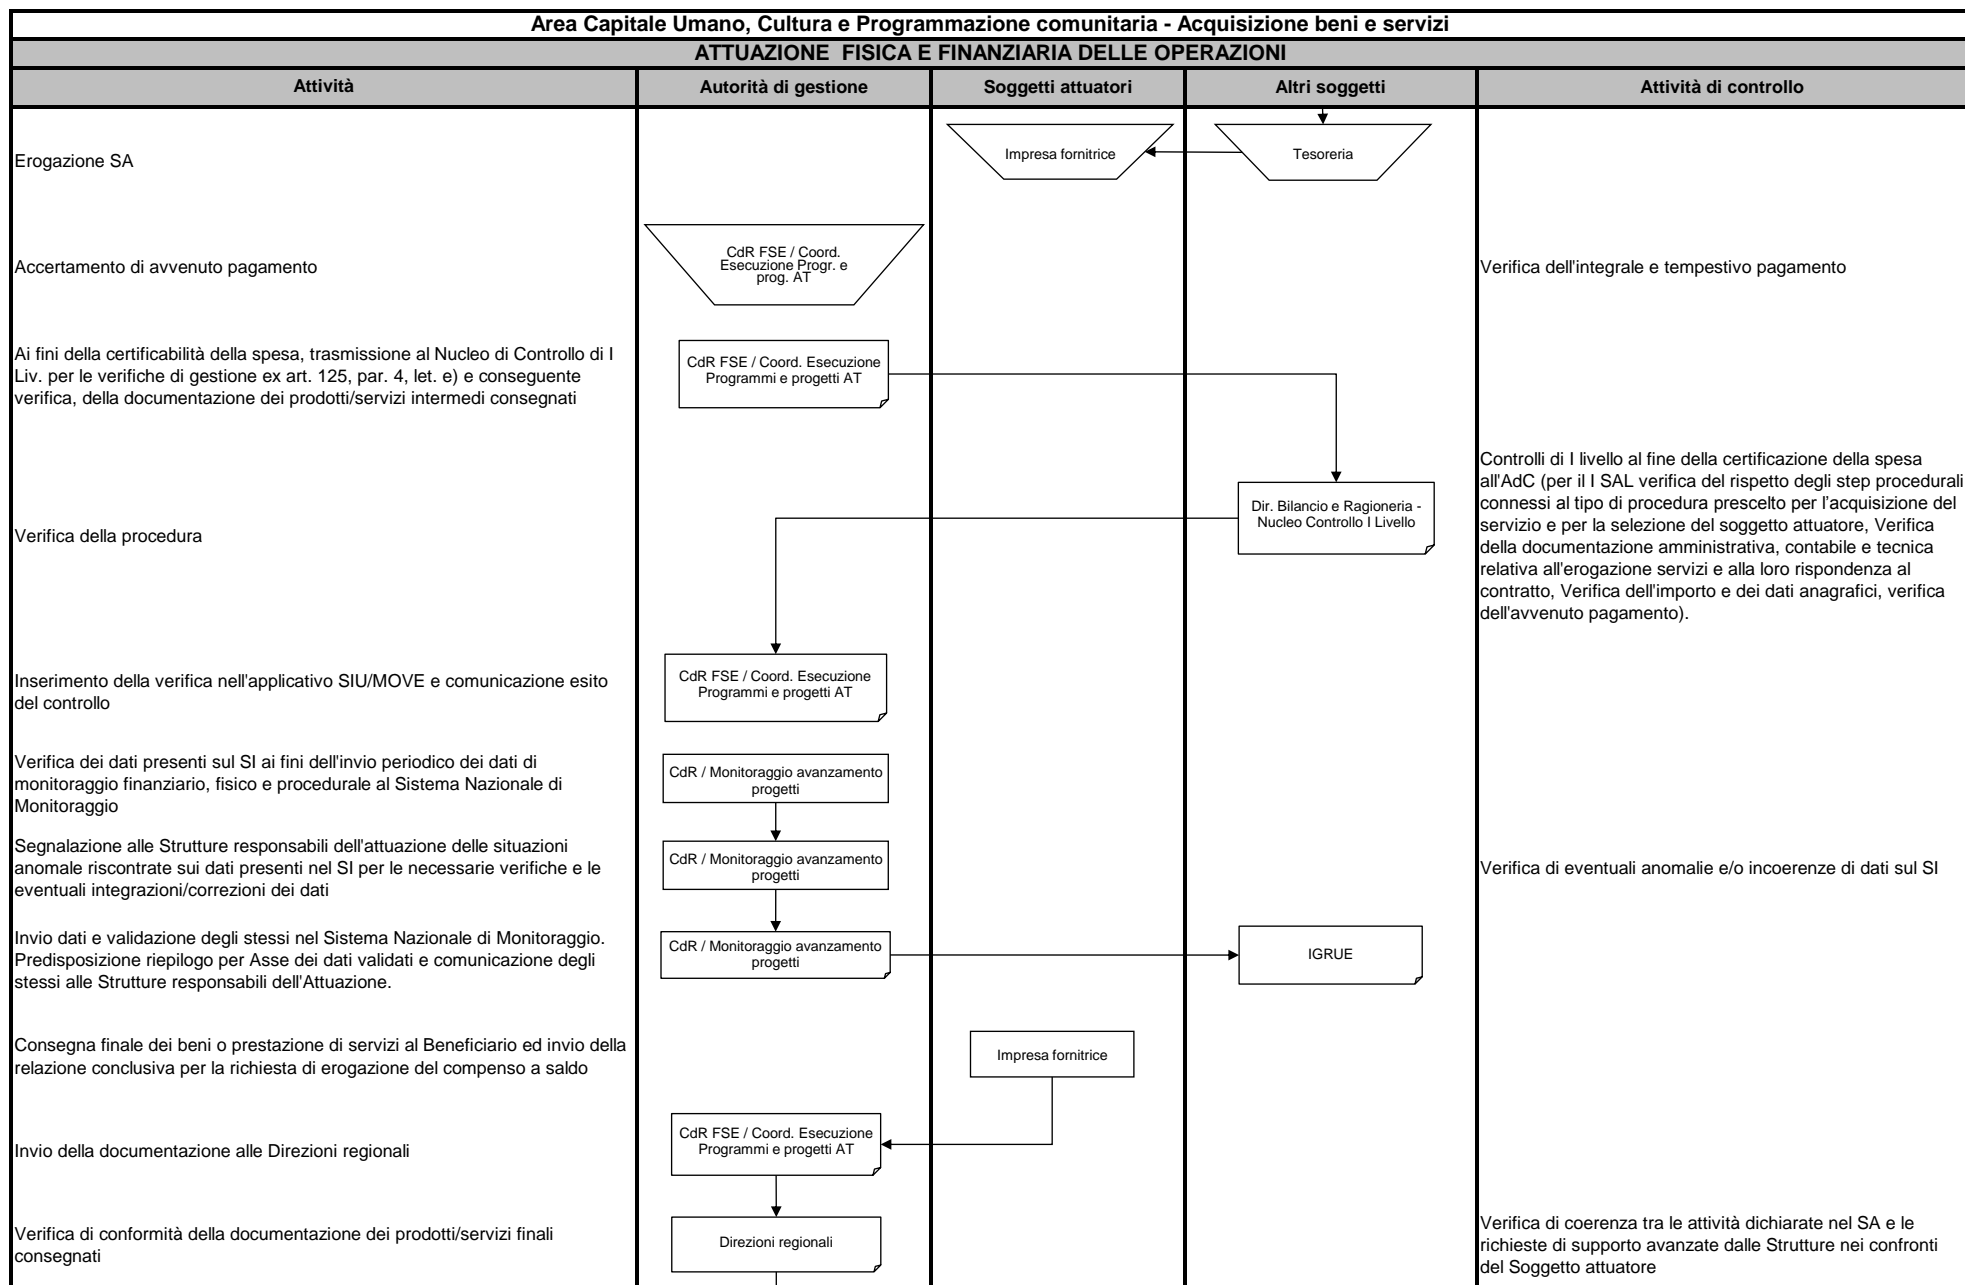 Area Capitale Umano, Cultura e Programmazione comunitaria - Acquisizione beni e servizi
ATTUAZIONE FISICA E FINANZIARIA DELLE OPERAZIONI
Attività
Autorità di gestione
Soggetti attuatori
Altri soggetti
Attività di controllo
Erogazione SA
Impresa fornitrice
Tesoreria
Accertamento di avvenuto pagamento
CdR FSE / Coord.
Esecuzione Progr. e
prog. AT
Verifica dell'integrale e tempestivo pagamento
Ai fini della certificabilità della spesa, trasmissione al Nucleo di Controllo di I
Liv. per le verifiche di gestione ex art. 125, par. 4, let. e) e conseguente
verifica, della documentazione dei prodotti/servizi intermedi consegnati
CdR FSE / Coord. Esecuzione
Programmi e progetti AT
Verifica della procedura
Dir. Bilancio e Ragioneria -
Nucleo Controllo I Livello
Controlli di I livello al fine della certificazione della spesa
all'AdC (per il I SAL verifica del rispetto degli step procedurali
connessi al tipo di procedura prescelto per l'acquisizione del
servizio e per la selezione del soggetto attuatore, Verifica
della documentazione amministrativa, contabile e tecnica
relativa all'erogazione servizi e alla loro rispondenza al
contratto, Verifica dell'importo e dei dati anagrafici, verifica
dell'avvenuto pagamento).
Inserimento della verifica nell'applicativo SIU/MOVE e comunicazione esito
del controllo
CdR FSE / Coord. Esecuzione
Programmi e progetti AT
Verifica dei dati presenti sul SI ai fini dell'invio periodico dei dati di
monitoraggio finanziario, fisico e procedurale al Sistema Nazionale di
Monitoraggio
CdR / Monitoraggio avanzamento
progetti
Segnalazione alle Strutture responsabili dell'attuazione delle situazioni
anomale riscontrate sui dati presenti nel SI per le necessarie verifiche e le
eventuali integrazioni/correzioni dei dati
CdR / Monitoraggio avanzamento
progetti
Verifica di eventuali anomalie e/o incoerenze di dati sul SI
Invio dati e validazione degli stessi nel Sistema Nazionale di Monitoraggio.
Predisposizione riepilogo per Asse dei dati validati e comunicazione degli
stessi alle Strutture responsabili dell'Attuazione.
CdR / Monitoraggio avanzamento
progetti
IGRUE
Consegna finale dei beni o prestazione di servizi al Beneficiario ed invio della
relazione conclusiva per la richiesta di erogazione del compenso a saldo
Impresa fornitrice
Invio della documentazione alle Direzioni regionali
CdR FSE / Coord. Esecuzione
Programmi e progetti AT
Verifica di conformità della documentazione dei prodotti/servizi finali
consegnati
Direzioni regionali
Verifica di coerenza tra le attività dichiarate nel SA e le
richieste di supporto avanzate dalle Strutture nei confronti
del Soggetto attuatore